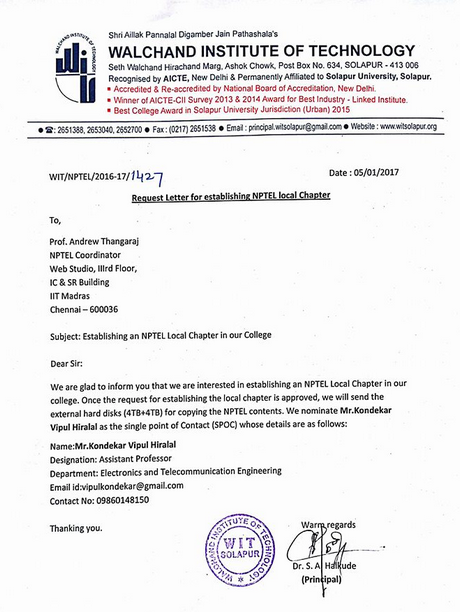 Shri Aillak Pannalal Digamber Jain Pathashala's
WALCHAND INSTITUTE OF TECHNOLOGY
Seth Walchand Hirachand Marg, Ashok Chowk, Post Box No. 634, SOLAPUR - 413 006
Recognised by AICTE, New Delhi & Permanently Affiliated to Solapur University, Solapur.
▪ Accredited & Re-accredited by National Board of Accreditation, New Delhi.
▪ Winner of AICTE-CII Survey 2013 & 2014 Award for Best Industry - Linked Institute.
▪ Best College Award in Solapur University Jurisdiction (Urban) 2015
● ☎: 2651388, 2653040, 2652700 ● Fax : (0217) 2651538 ● Email : principal.witsolapur@gmail.com ● Website : www.witsolapur.org
WIT/NPTEL/2016-17/1427
Date : 05/01/2017
Request Letter for establishing NPTEL local Chapter
To,
Prof. Andrew Thangaraj
NPTEL Coordinator
Web Studio, IIIrd Floor,
IC & SR Building
IIT Madras
Chennai – 600036
Subject: Establishing an NPTEL Local Chapter in our College
Dear Sir:
We are glad to inform you that we are interested in establishing an NPTEL Local Chapter in our
college. Once the request for establishing the local chapter is approved, we will send the
external hard disks (4TB+4TB) for copying the NPTEL contents. We nominate Mr.Kondekar
Vipul Hiralal as the single point of Contact (SPOC) whose details are as follows:
Name:Mr.Kondekar Vipul Hiralal
Designation: Assistant Professor
Department: Electronics and Telecommunication Engineering
Email id:vipulkondekar@gmail.com
Contact No: 09860148150
Thanking you.
WALCHAND INSTITUTE OF TECHNOLOGY
WIT
SOLAPUR
Warm regards
Dr. S. A. Halkude
(Principal)